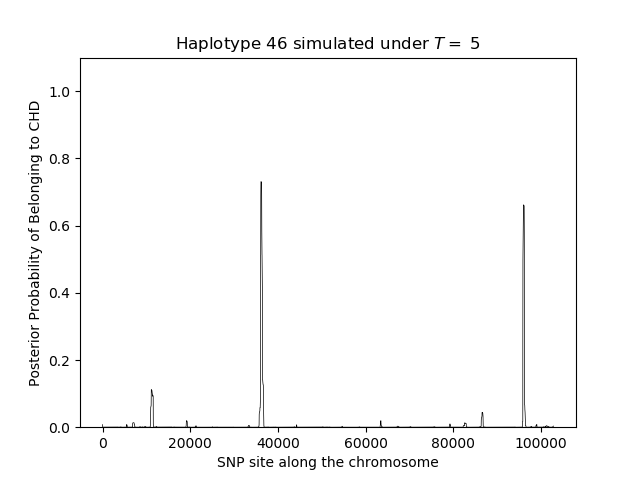 Haplotype 46 simulated under T = 5
Posterior Probability of Belonging to CHD
1.0
0.8
0.6
0.4
0.2
0.0
0 20000 40000 60000 80000 100000
SNP site along the chromosome